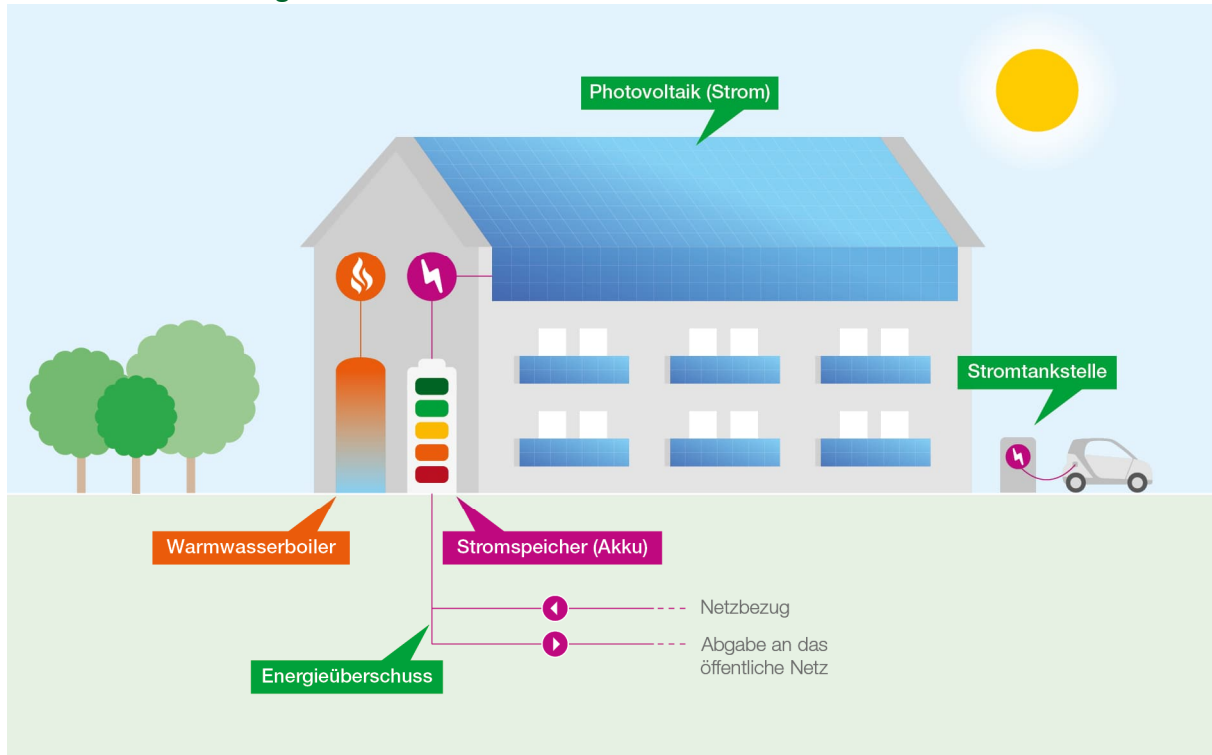 Photovoltaik (Strom)
Stromtankstelle
Warmwasserboiler
Stromspeicher (Akku)
Netzbezug
Abgabe an das
öffentliche Netz
Energieüberschuss